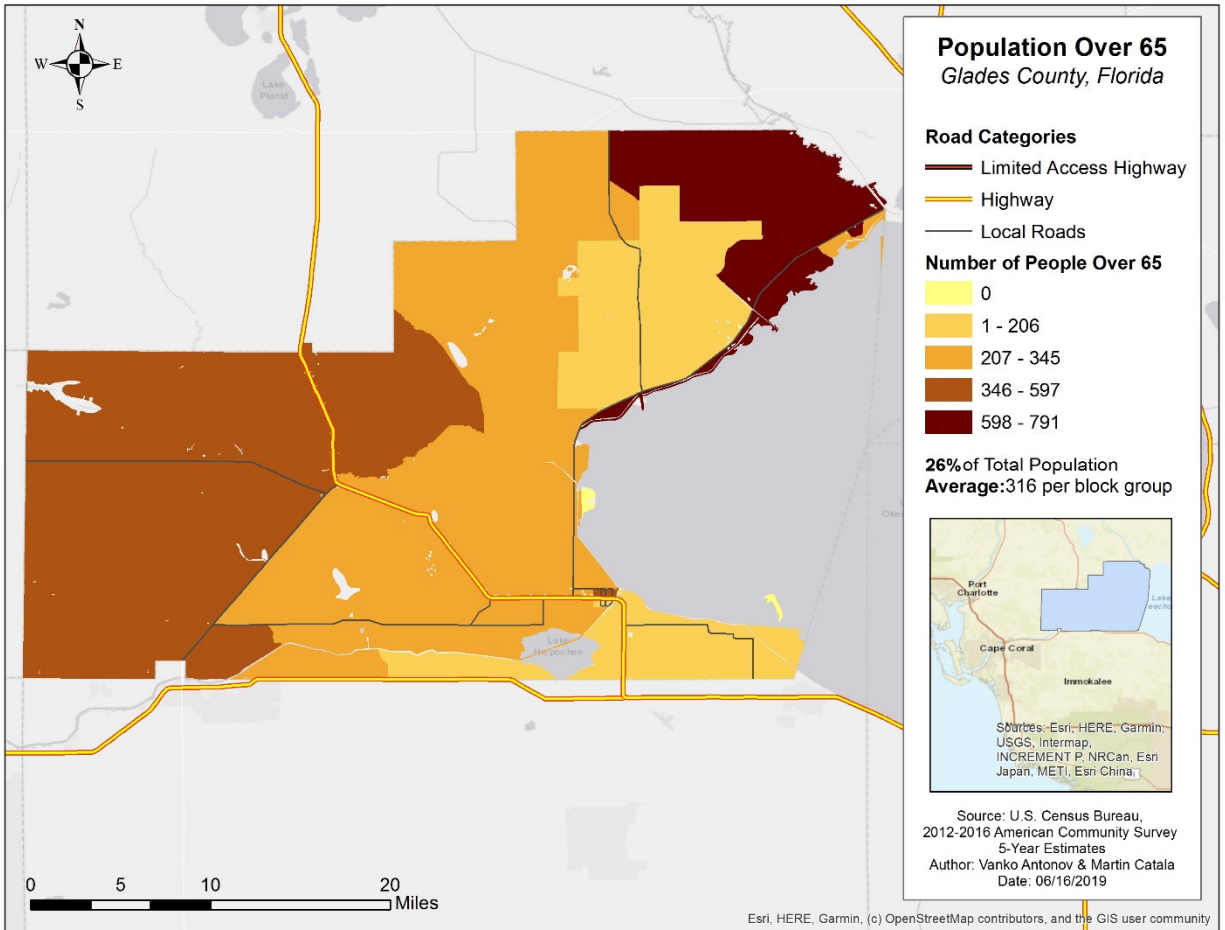 N
W
E
S
Lake
Placid
Lake
Hicpochee
Okee
0
5
10
20
Miles
Population Over 65
Glades County, Florida
Road Categories
Limited Access Highway
Highway
Local Roads
Number of People Over 65
0
1 - 206
207 - 345
346 - 597
598 - 791
26%of Total Population
Average:316 per block group
Port
Charlotte
Lake
Cape Coral
Immokalee
Sources: Esri, HERE, Garmin,
USGS, Intermap,
INCREMENT P, NRCan, Esri
Japan, METI, Esri China
Source: U.S. Census Bureau,
2012-2016 American Community Survey
5-Year Estimates
Author: Vanko Antonov & Martin Catala
Date: 06/16/2019
Esri, HERE, Garmin, (c) OpenStreetMap contributors, and the GIS user community